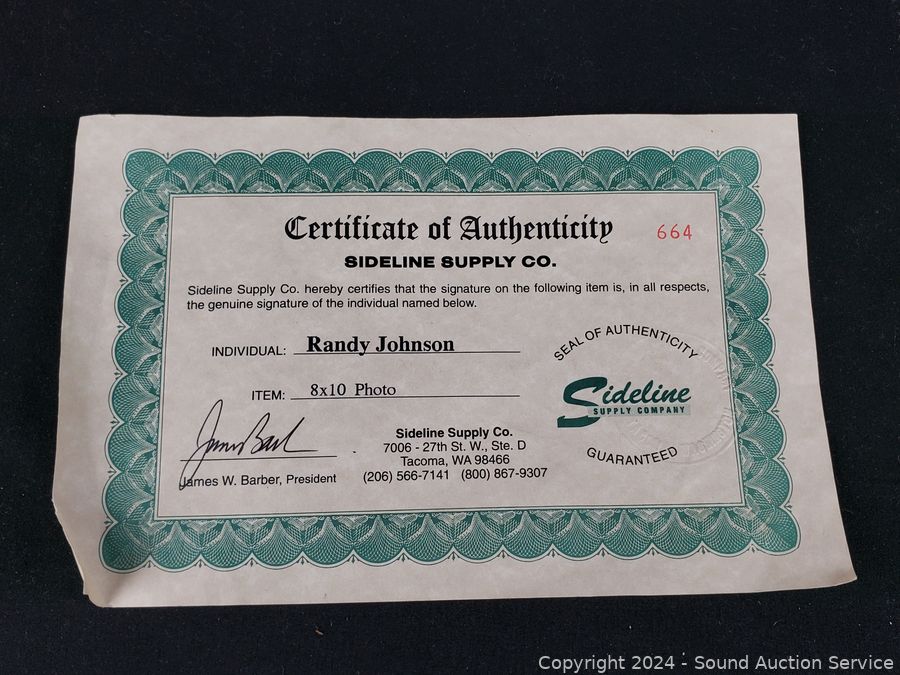 Certificate of Authenticity
664
SIDELINE SUPPLY CO.
Sideline Supply Co. hereby certifies that the signature on the following item is, in all respects,
the genuine signature of the individual named below.
INDIVIDUAL: Randy Johnson
ITEM: 8x10 Photo
SEAL OF AUTHENTICITY
Sideline
SUPPLY COMPANY
GUARANTEED
James W. Barber, President
Sideline Supply Co.
7006 - 27th St. W., Ste. D
Tacoma, WA 98466
(206) 566-7141 (800) 867-9307
Copyright 2024 - Sound Auction Service